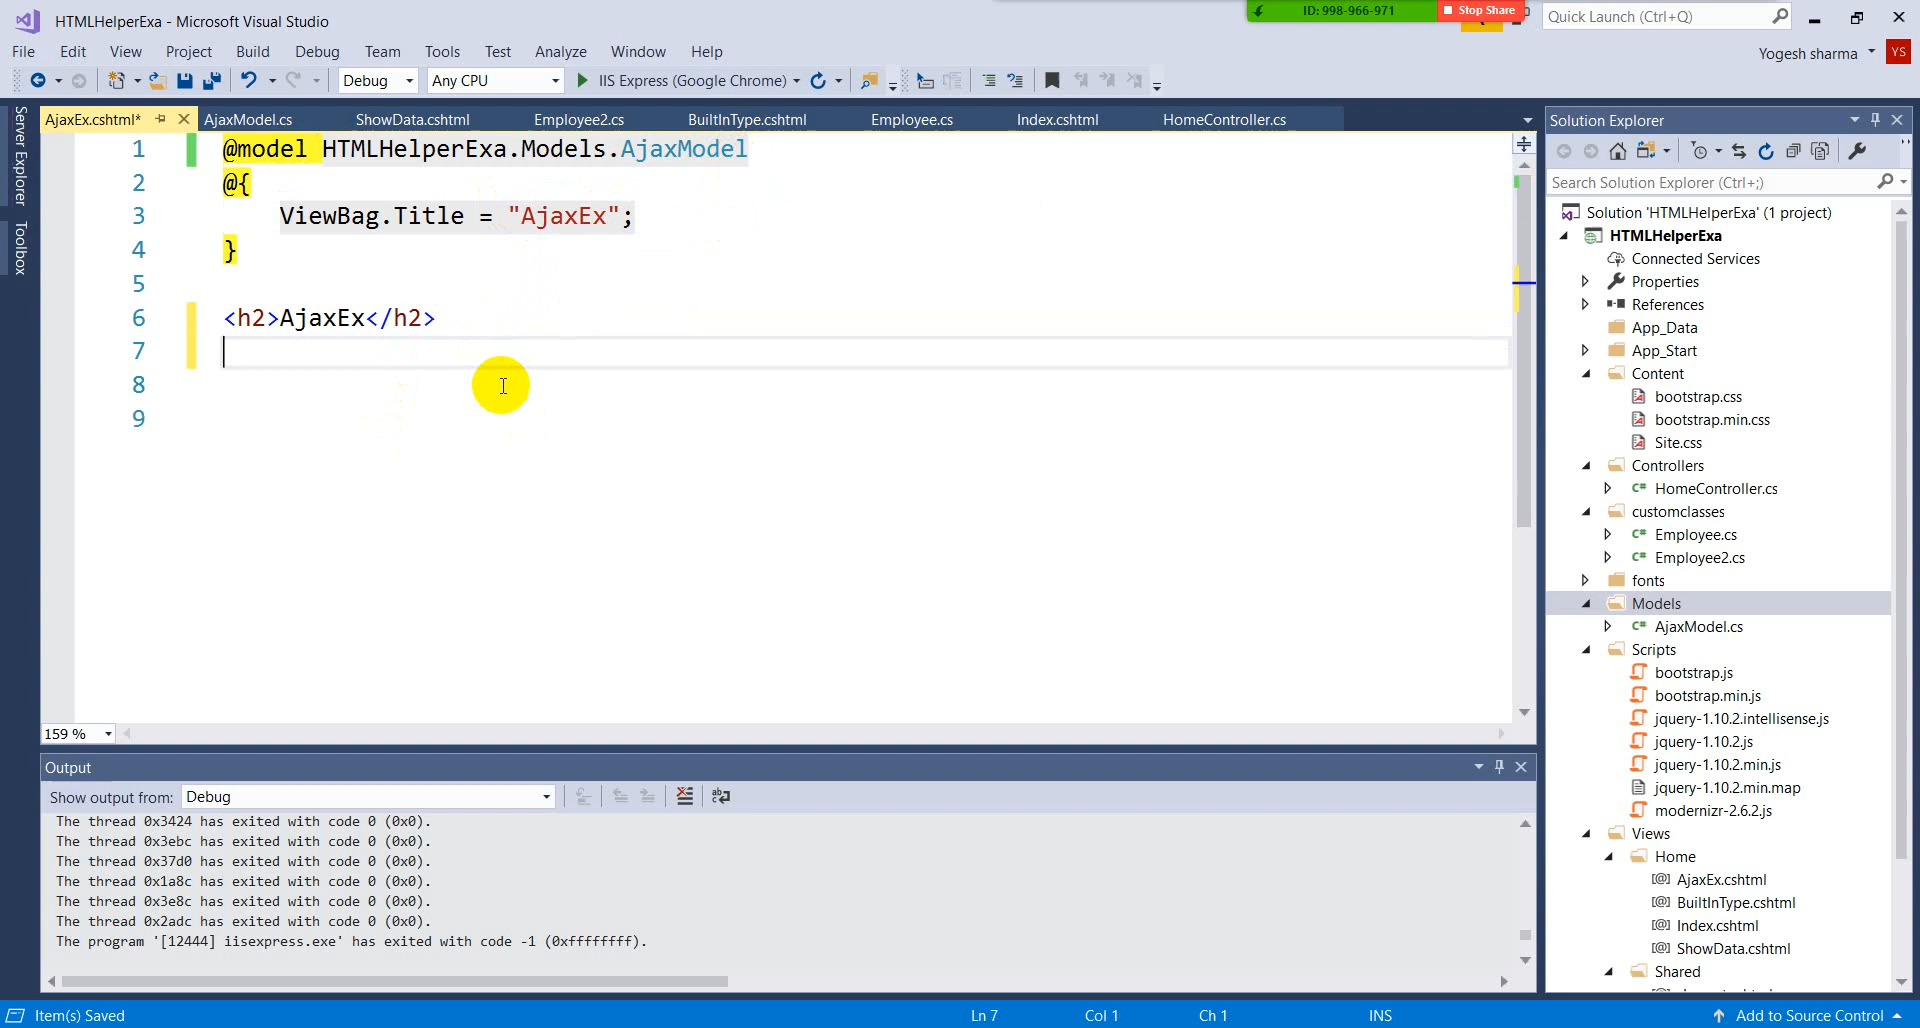 HTMLHelperExa - Microsoft Visual Studio
ID: 998-966-971
Stop Share
Quick Launch (Ctrl+Q)
File Edit View Project Build Debug Team Tools Test Analyze Window Help
Yogesh sharma
YS
Debug
Any CPU
IIS Express (Google Chrome)
Server Explorer
Toolbox
AjaxEx.cshtml*
AjaxModel.cs
ShowData.cshtml
Employee2.cs
BuiltInType.cshtml
Employee.cs
Index.cshtml
HomeController.cs
1 @model HTMLHelperExa.Models.AjaxModel
2 @{
3 ViewBag.Title = "AjaxEx";
4 }
5
6 <h2>AjaxEx</h2>
7
8
9
159 %
Output
Show output from: Debug
The thread 0x3424 has exited with code 0 (0x0).
The thread 0x3ebc has exited with code 0 (0x0).
The thread 0x37d0 has exited with code 0 (0x0).
The thread 0x1a8c has exited with code 0 (0x0).
The thread 0x3e8c has exited with code 0 (0x0).
The thread 0x2adc has exited with code 0 (0x0).
The program '[12444] iisexpress.exe' has exited with code -1 (0xffffffff).
Solution Explorer
Search Solution Explorer (Ctrl+;)
Solution 'HTMLHelperExa' (1 project)
HTMLHelperExa
Connected Services
Properties
References
App_Data
App_Start
Content
bootstrap.css
bootstrap.min.css
Site.css
Controllers
C# HomeController.cs
customclasses
C# Employee.cs
C# Employee2.cs
fonts
Models
C# AjaxModel.cs
Scripts
bootstrap.js
bootstrap.min.js
jquery-1.10.2.intellisense.js
jquery-1.10.2.js
jquery-1.10.2.min.js
jquery-1.10.2.min.map
modernizr-2.6.2.js
Views
Home
[@] AjaxEx.cshtml
[@] BuiltInType.cshtml
[@] Index.cshtml
[@] ShowData.cshtml
Shared
Item(s) Saved
Ln 7
Col 1
Ch 1
INS
Add to Source Control